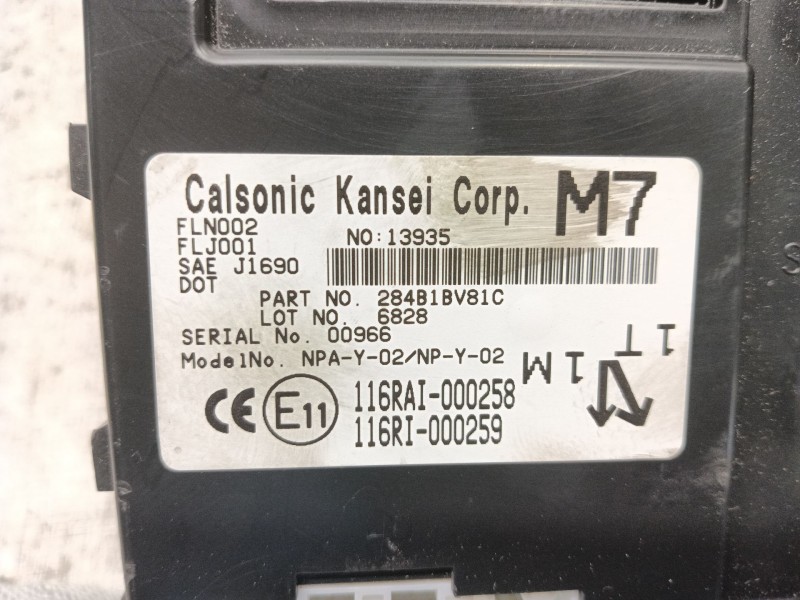 Calsonic Kansei Corp. M7
FLN002
FLJ001 NO:13935
SAE J1690
DOT
PART NO. 284B1BV81C
LOT NO. 6828
SERIAL No. 00966
ModelNo. NPA-Y-02/NP-Y-02
1M 1T
CE E11 116RAI-000258
116RI-000259